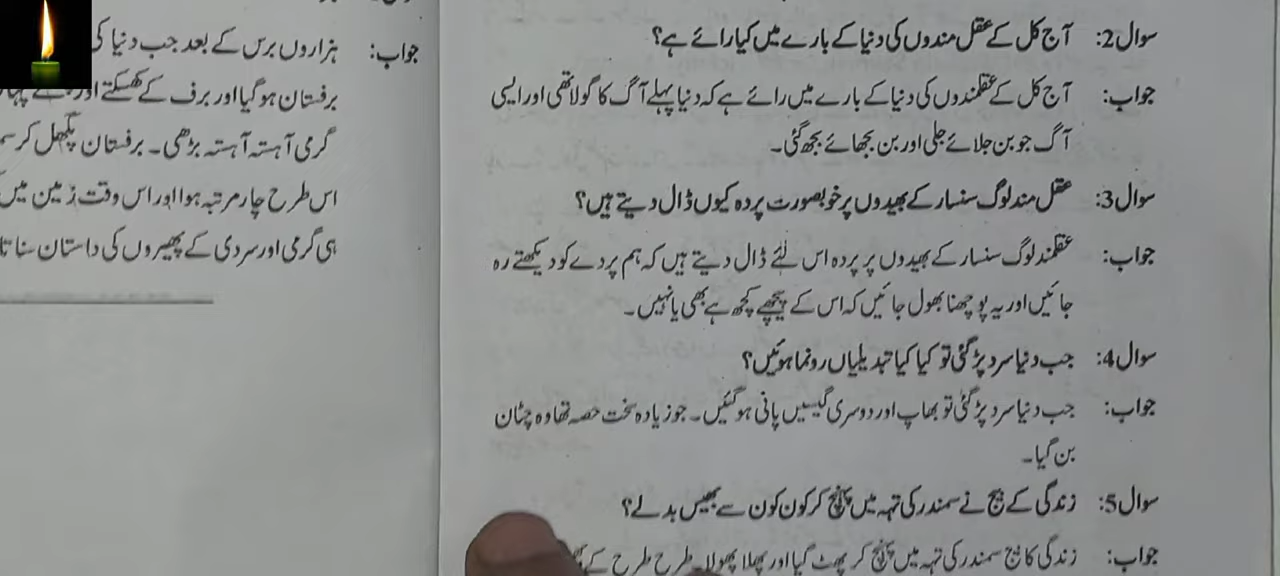 سوال2: آج کل کے عقل مندوں کی دنیا کے بارے میں کیا رائے ہے؟
جواب: آج کل کے عقلمندوں کی دنیا کے بارے میں رائے ہے کہ دنیا پہلے آگ کا گولا تھی اور ایسی
آگ جو بن جلائے جلی اور بن بجھائے بجھ گئی۔
سوال3: عقل مند لوگ سنسار کے بھیدوں پر خوبصورت پردہ کیوں ڈال دیتے ہیں؟
جواب: عقلمند لوگ سنسار کے بھیدوں پر پردہ اس لئے ڈال دیتے ہیں کہ ہم پردے کو دیکھتے رہ
جائیں اور یہ پوچھنا بھول جائیں کہ اس کے پیچھے کچھ ہے بھی یا نہیں۔
سوال4: جب دنیا سرد پڑ گئی تو کیا کیا تبدیلیاں رونما ہوئیں؟
جواب: جب دنیا سرد پڑ گئی تو بھاپ اور دوسری گیسیں پانی ہو گئیں۔ جو زیادہ سخت حصہ تھا وہ چٹان
بن گیا۔
سوال5: زندگی کے بیج نے سمندر کی تہہ میں پہنچ کر کون کون سے بھیس بدلے؟
جواب: زندگی کا بیج سمندر کی تہہ میں پہنچ کر پھٹ گیا اور پھلا پھولا۔ طرح طرح کے
جواب: ہزاروں برس کے بعد جب دنیا کی
برفستان ہو گیا اور برف کے کھسکتے اور
گرمی آہستہ آہستہ بڑھی۔ برفستان پگھل کر
اس طرح چار مرتبہ ہوا اور اس وقت زمین میں
ہی گرمی اور سردی کے پھیروں کی داستان